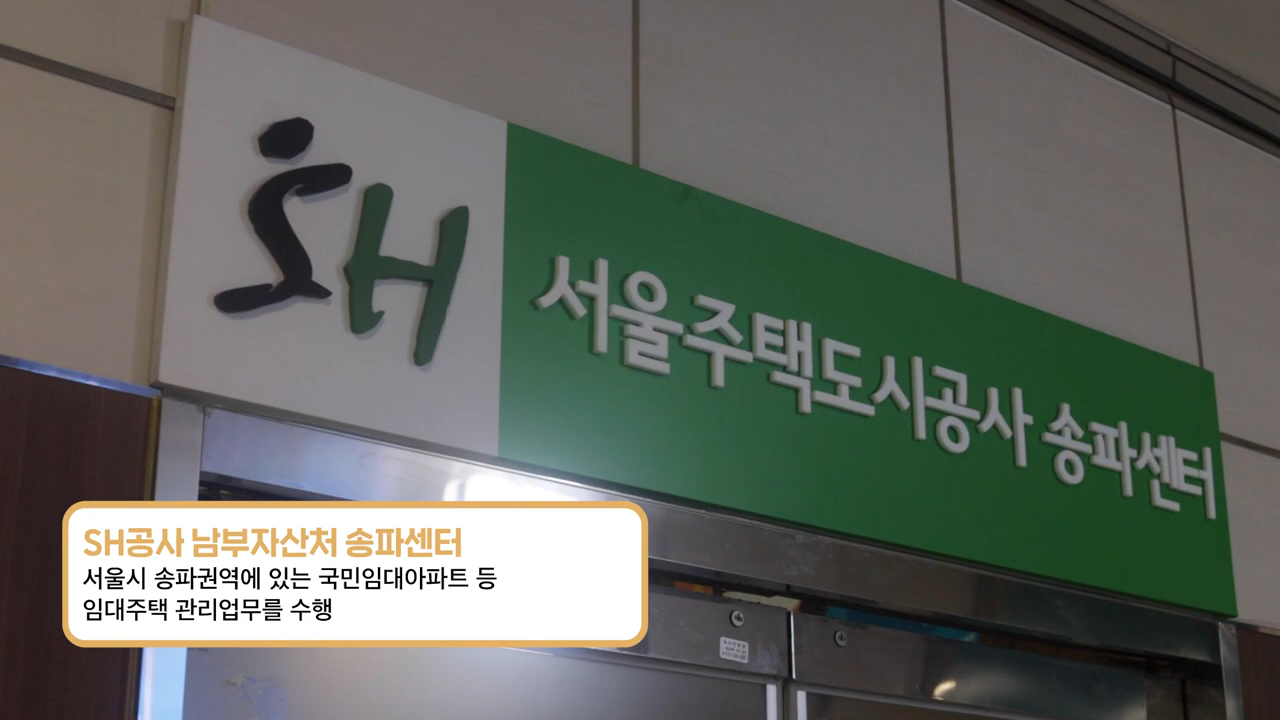 SH
서울주택도시공사 송파센터
SH공사 남부자산처 송파센터
서울시 송파권역에 있는 국민임대아파트 등
임대주택 관리업무를 수행